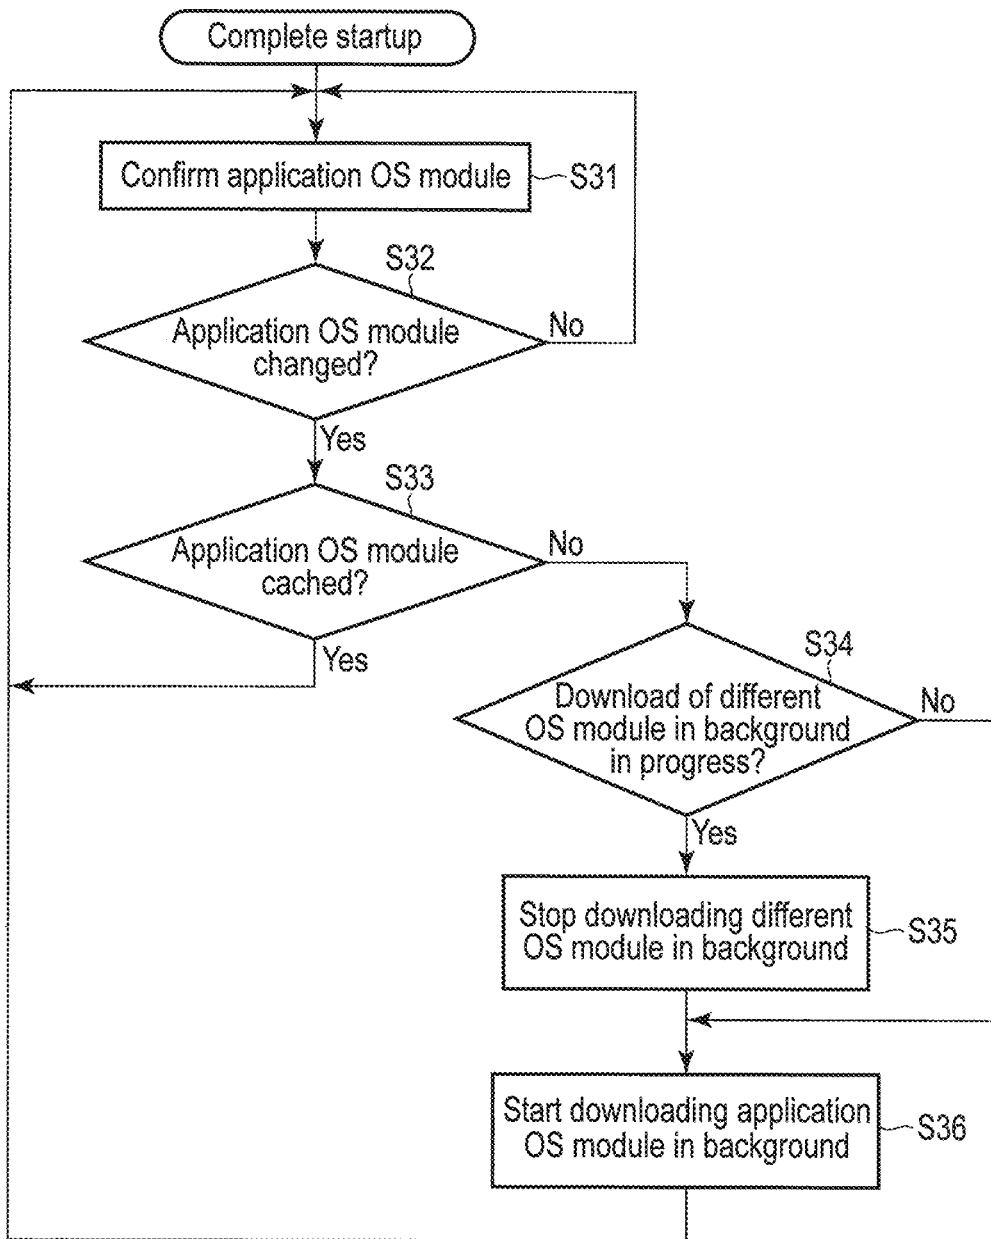 Complete startup
Confirm application OS module
S31
S32
Application OS module
changed?
No
Yes
S33
Application OS module
cached?
No
Yes
S34
Download of different
OS module in background
in progress?
No
Yes
Stop downloading different
OS module in background
S35
Start downloading application
OS module in background
S36